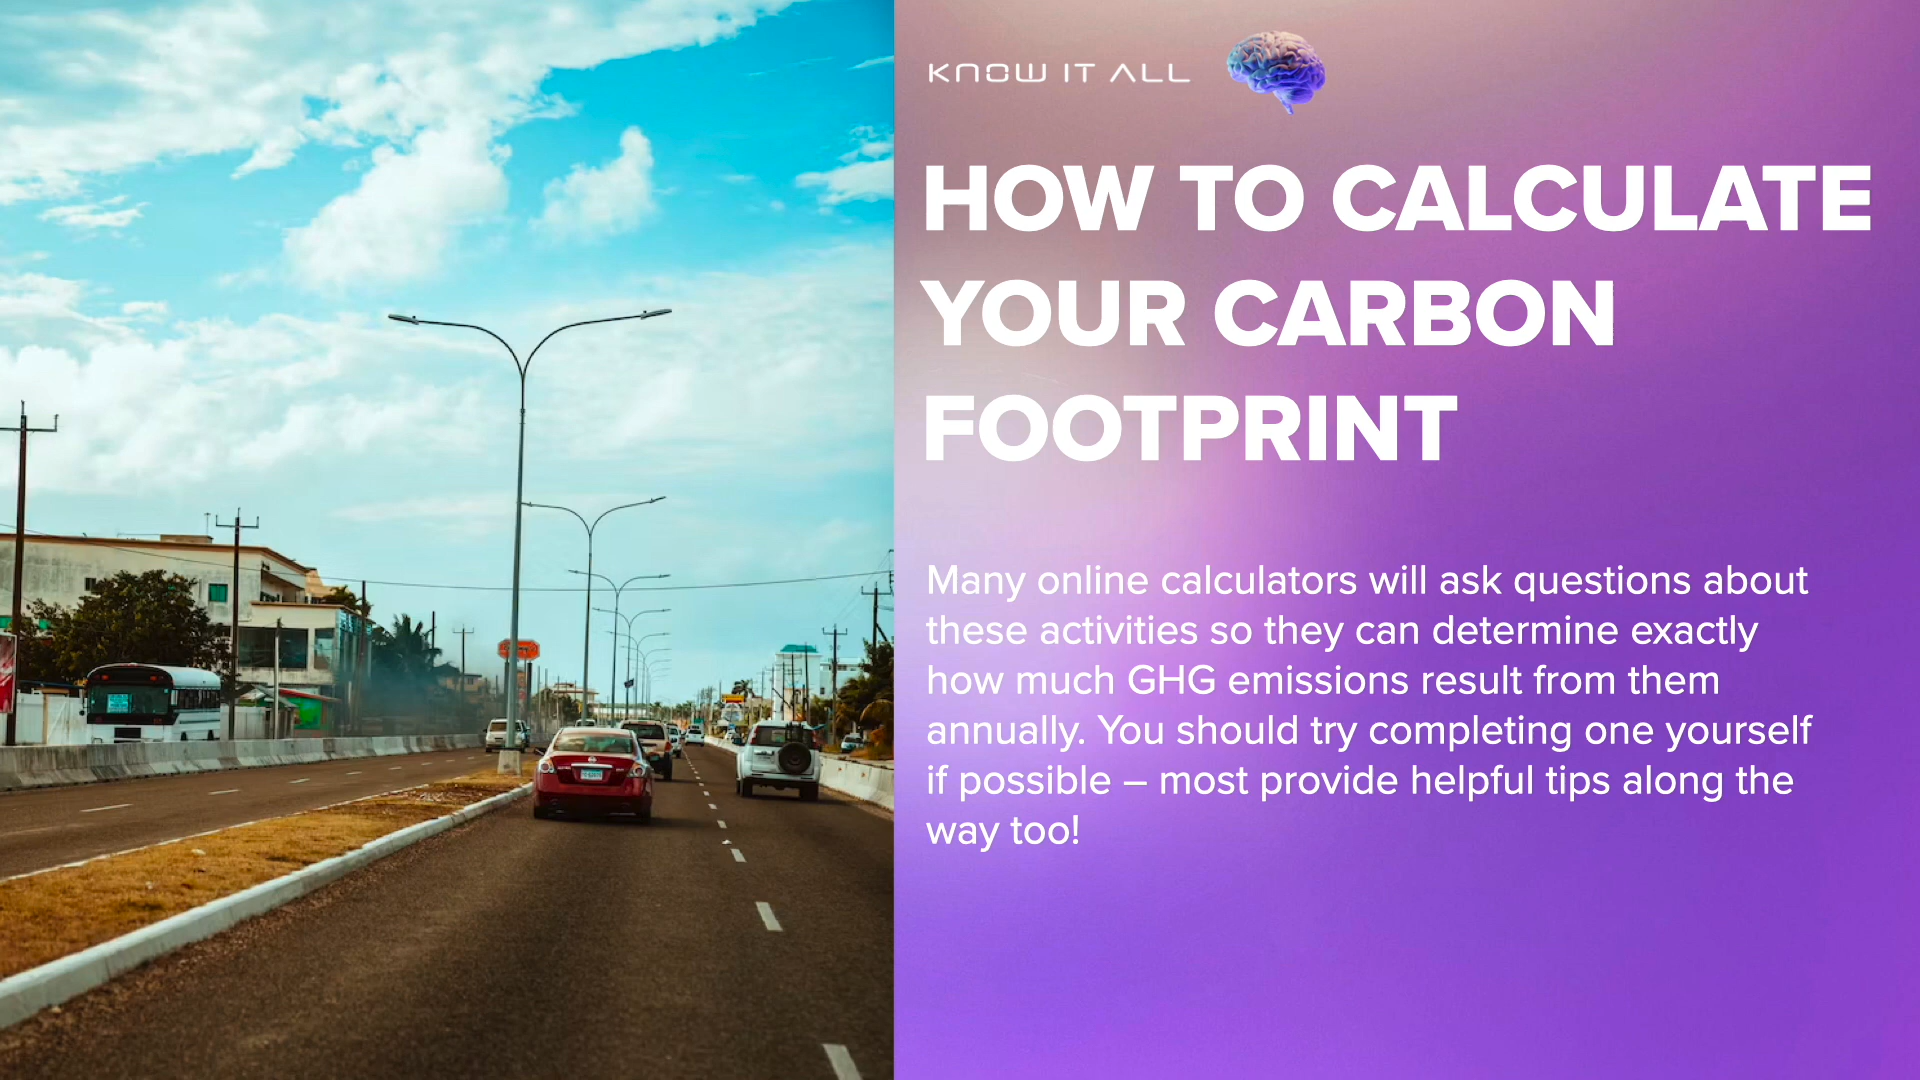 KNOW IT ALL
HOW TO CALCULATE
YOUR CARBON
FOOTPRINT
Many online calculators will ask questions about
these activities so they can determine exactly
how much GHG emissions result from them
annually. You should try completing one yourself
if possible – most provide helpful tips along the
way too!